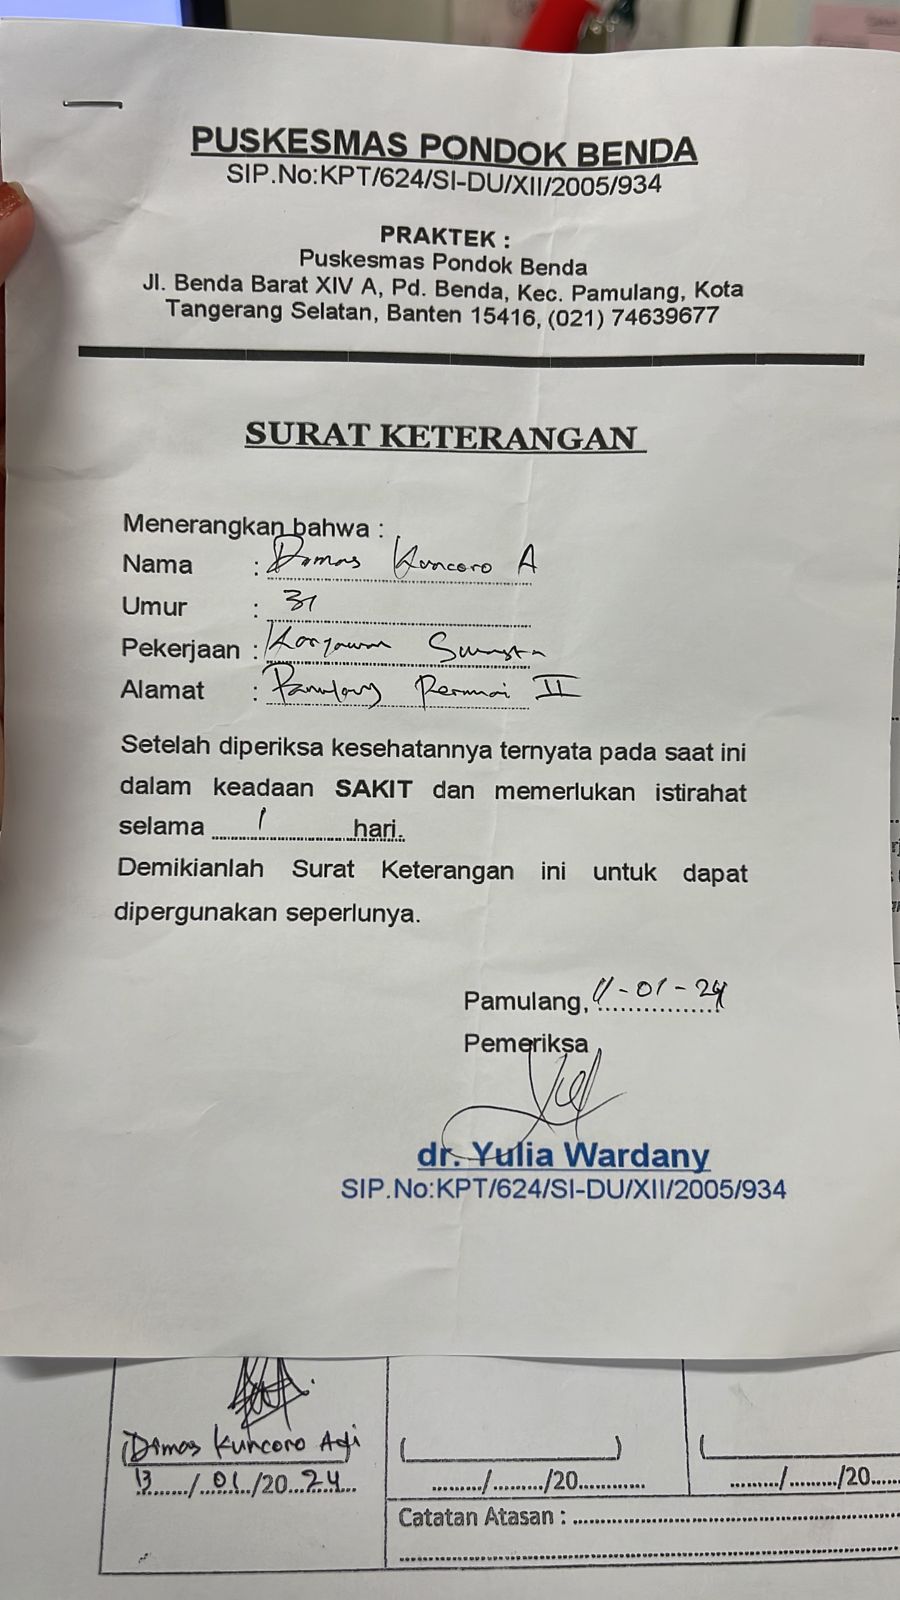 PUSKESMAS PONDOK BENDA
SIP.No:KPT/624/SI-DU/XII/2005/934
PRAKTEK :
Puskesmas Pondok Benda
Jl. Benda Barat XIV A, Pd. Benda, Kec. Pamulang, Kota
Tangerang Selatan, Banten 15416, (021) 74639677
SURAT KETERANGAN
Menerangkan bahwa :
Nama : Dimas Kuncoro A
Umur : 31
Pekerjaan : Karyawan Swasta
Alamat : Pamulang Permai II
Setelah diperiksa kesehatannya ternyata pada saat ini
dalam keadaan SAKIT dan memerlukan istirahat
selama 1 hari.
Demikianlah Surat Keterangan ini untuk dapat
dipergunakan seperlunya.
Pamulang, 11-01-24
Pemeriksa
dr. Yulia Wardany
SIP.No:KPT/624/SI-DU/XII/2005/934
(Dimas Kuncoro Aji ( ) (
13/01/2024 ......../........./20............ ........./........./20......
Catatan Atasan :